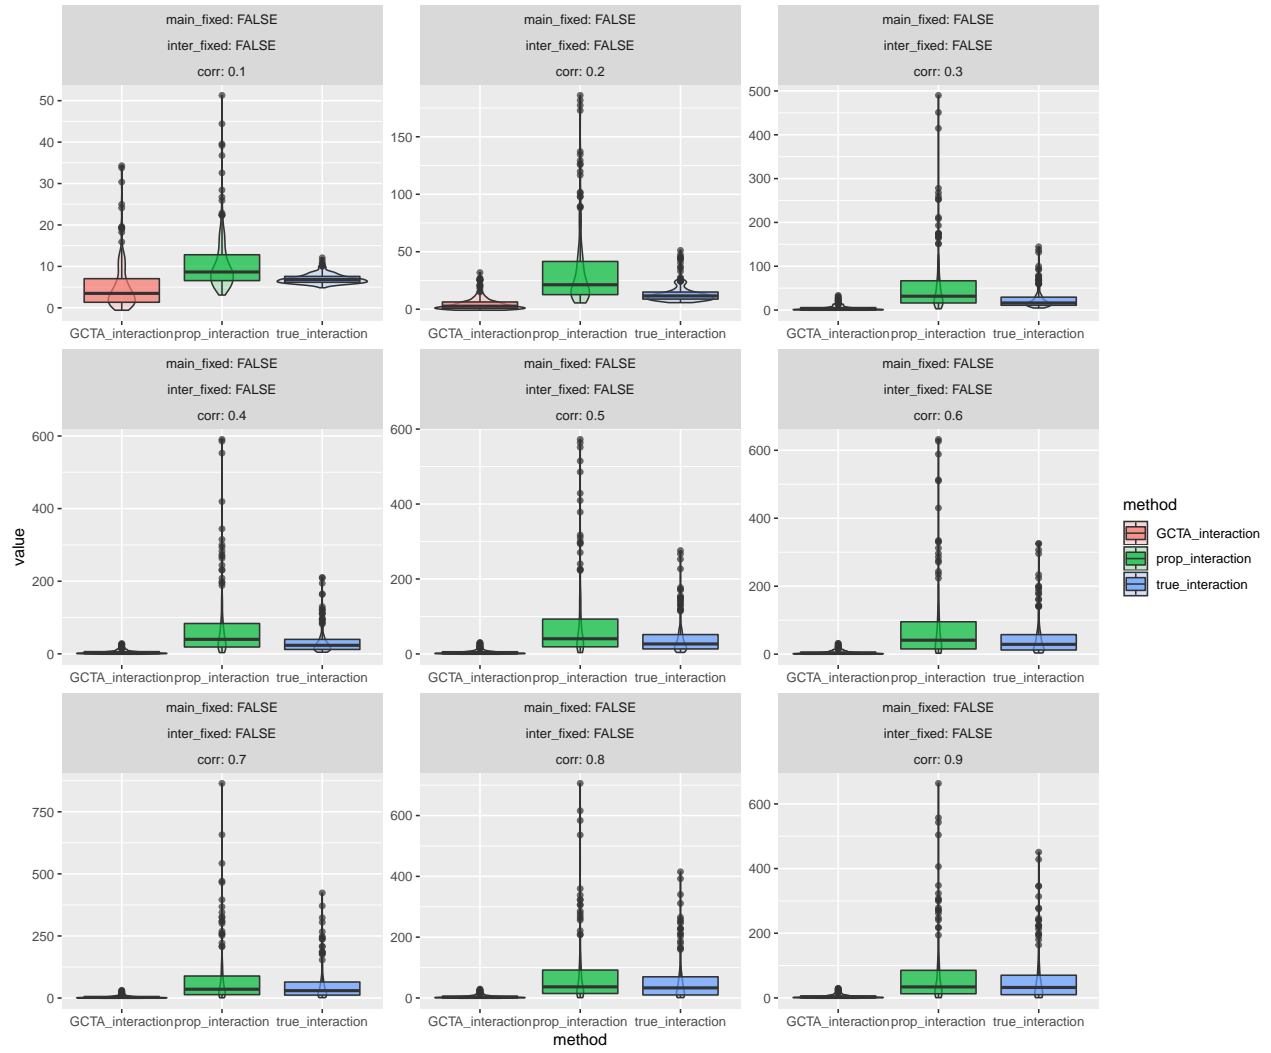 main_fixed: FALSE
inter_fixed: FALSE
corr: 0.1
50
40
30
20
10
0
GCTA_interaction prop_interaction true_interaction
main_fixed: FALSE
inter_fixed: FALSE
corr: 0.2
150
100
50
0
GCTA_interaction prop_interaction true_interaction
main_fixed: FALSE
inter_fixed: FALSE
corr: 0.3
500
400
300
200
100
0
GCTA_interaction prop_interaction true_interaction
value
main_fixed: FALSE
inter_fixed: FALSE
corr: 0.4
600
400
200
0
GCTA_interaction prop_interaction true_interaction
main_fixed: FALSE
inter_fixed: FALSE
corr: 0.5
600
400
200
0
GCTA_interaction prop_interaction true_interaction
main_fixed: FALSE
inter_fixed: FALSE
corr: 0.6
600
400
200
0
GCTA_interaction prop_interaction true_interaction
main_fixed: FALSE
inter_fixed: FALSE
corr: 0.7
750
500
250
0
GCTA_interaction prop_interaction true_interaction
main_fixed: FALSE
inter_fixed: FALSE
corr: 0.8
600
400
200
0
GCTA_interaction prop_interaction true_interaction
main_fixed: FALSE
inter_fixed: FALSE
corr: 0.9
600
400
200
0
GCTA_interaction prop_interaction true_interaction
method
method
GCTA_interaction
prop_interaction
true_interaction